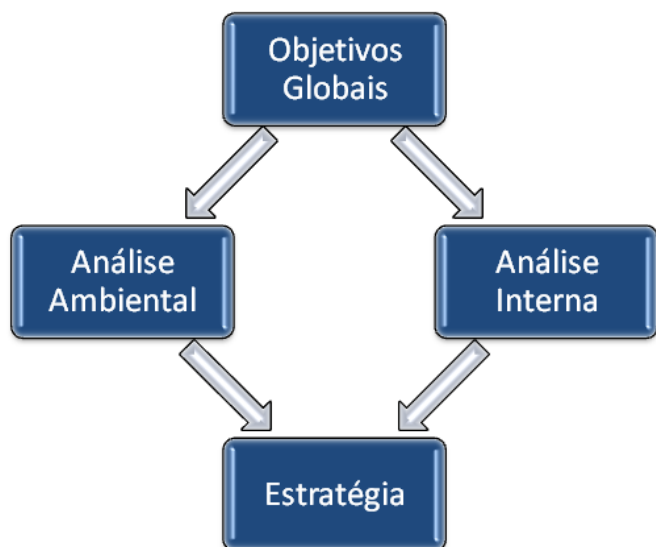 Objetivos
Globais
Análise
Ambiental
Análise
Interna
Estratégia